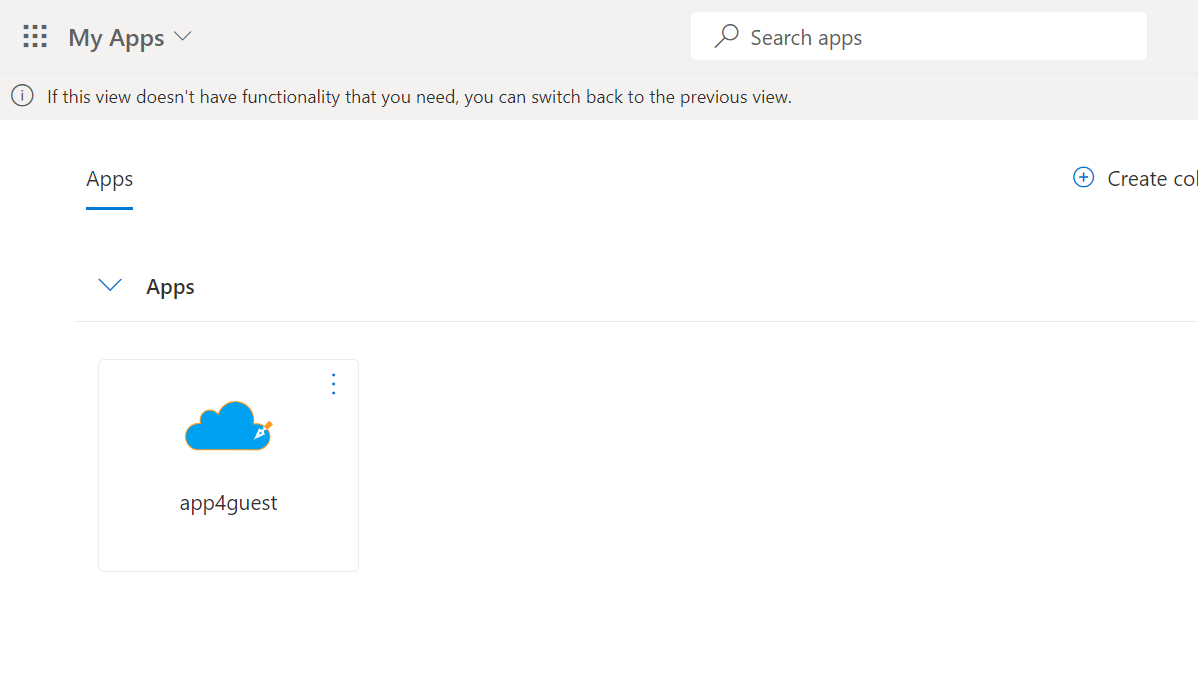 My Apps
Search apps
If this view doesn't have functionality that you need, you can switch back to the previous view.
Apps
Create col
Apps
app4guest